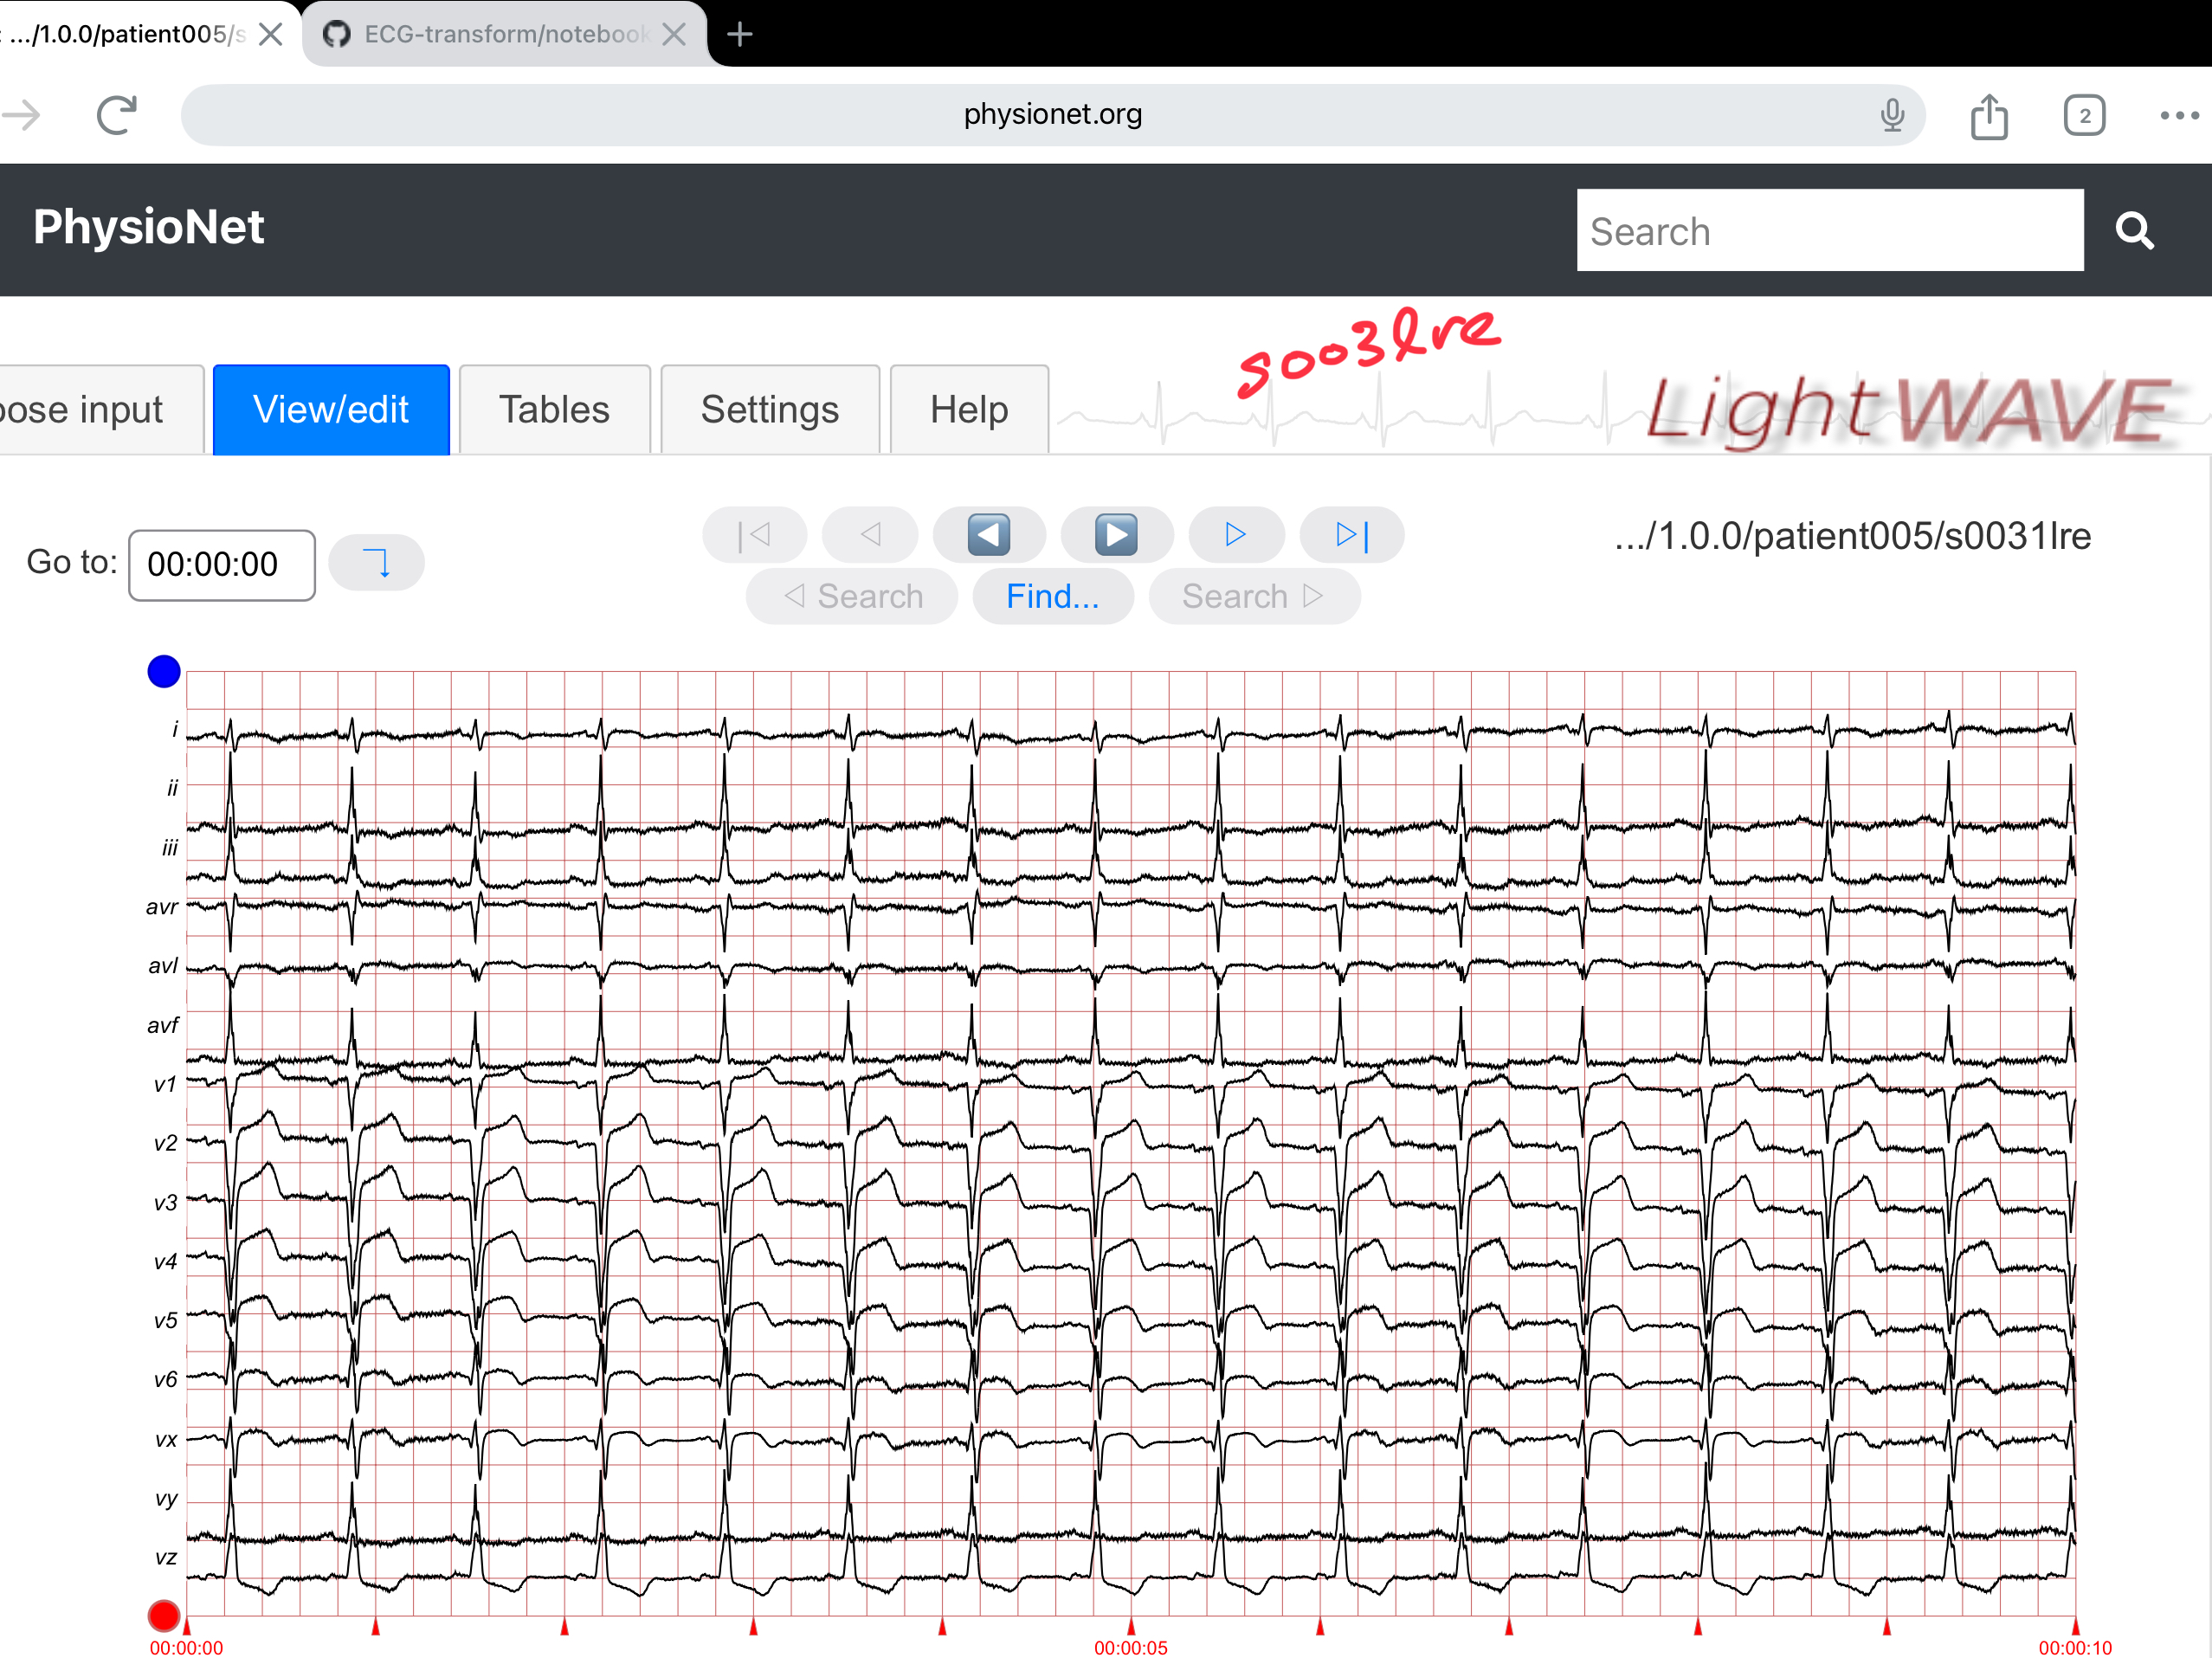 : .../1.0.0/patient005/s
ECG-transform/notebook
physionet.org
2
PhysioNet
Search
s003lre
ose input
View/edit
Tables
Settings
Help
LightWAVE
Go to:
00:00:00
.../1.0.0/patient005/s0031lre
Search
Find...
Search
i
ii
iii
avr
avl
avf
v1
v2
v3
v4
v5
v6
vx
vy
vz
00:00:00
00:00:05
00:00:10